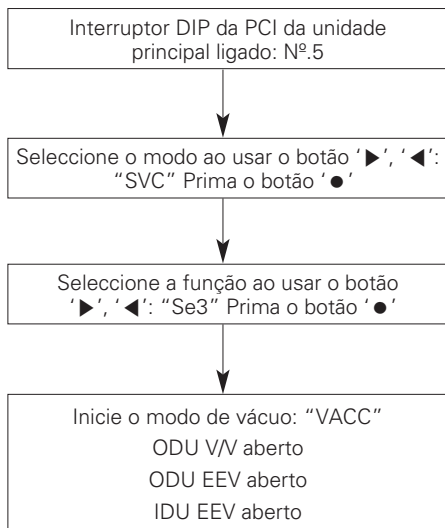 Interruptor DIP da PCI da unidade
principal ligado: Nº.5
Seleccione o modo ao usar o botão ‘▶’, ‘◀’:
“SVC” Prima o botão ‘●’
Seleccione a função ao usar o botão
‘▶’, ‘◀’: “Se3” Prima o botão ‘●’
Inicie o modo de vácuo: “VACC”
ODU V/V aberto
ODU EEV aberto
IDU EEV aberto